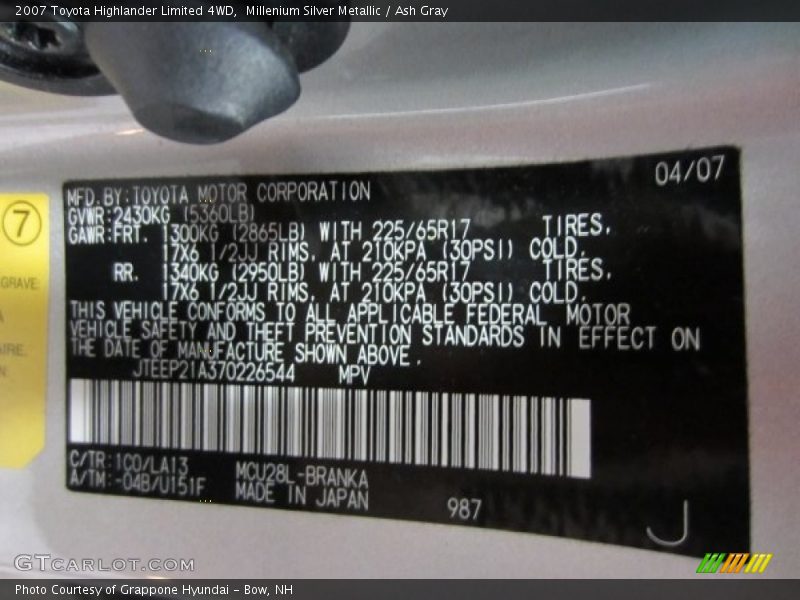 2007 Toyota Highlander Limited 4WD, Millenium Silver Metallic / Ash Gray
04/07
MFD.BY:TOYOTA MOTOR CORPORATION
GVWR:2430KG (5360LB)
GAWR:FRT. 1300KG (2865LB) WITH 225/65R17 TIRES,
17X6 1/2JJ RIMS, AT 210KPA (30PSI) COLD.
RR. 1340KG (2950LB) WITH 225/65R17 TIRES,
17X6 1/2JJ RIMS, AT 210KPA (30PSI) COLD.
THIS VEHICLE CONFORMS TO ALL APPLICABLE FEDERAL MOTOR
VEHICLE SAFETY AND THEFT PREVENTION STANDARDS IN EFFECT ON
THE DATE OF MANUFACTURE SHOWN ABOVE.
JTEEP21A370226544 MPV
C/TR:1C0/LA13 MCU28L-BRANKA
A/TM:-04B/U151F MADE IN JAPAN
987
J
7
GRAVE
GTCARLOT.COM
Photo Courtesy of Grappone Hyundai - Bow, NH